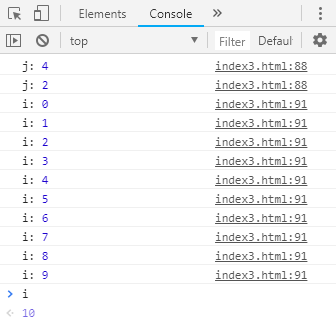 Elements Console »
top ▼ Filter Defaul
j: 4 index3.html:88
j: 2 index3.html:88
i: 0 index3.html:91
i: 1 index3.html:91
i: 2 index3.html:91
i: 3 index3.html:91
i: 4 index3.html:91
i: 5 index3.html:91
i: 6 index3.html:91
i: 7 index3.html:91
i: 8 index3.html:91
i: 9 index3.html:91
> i
10